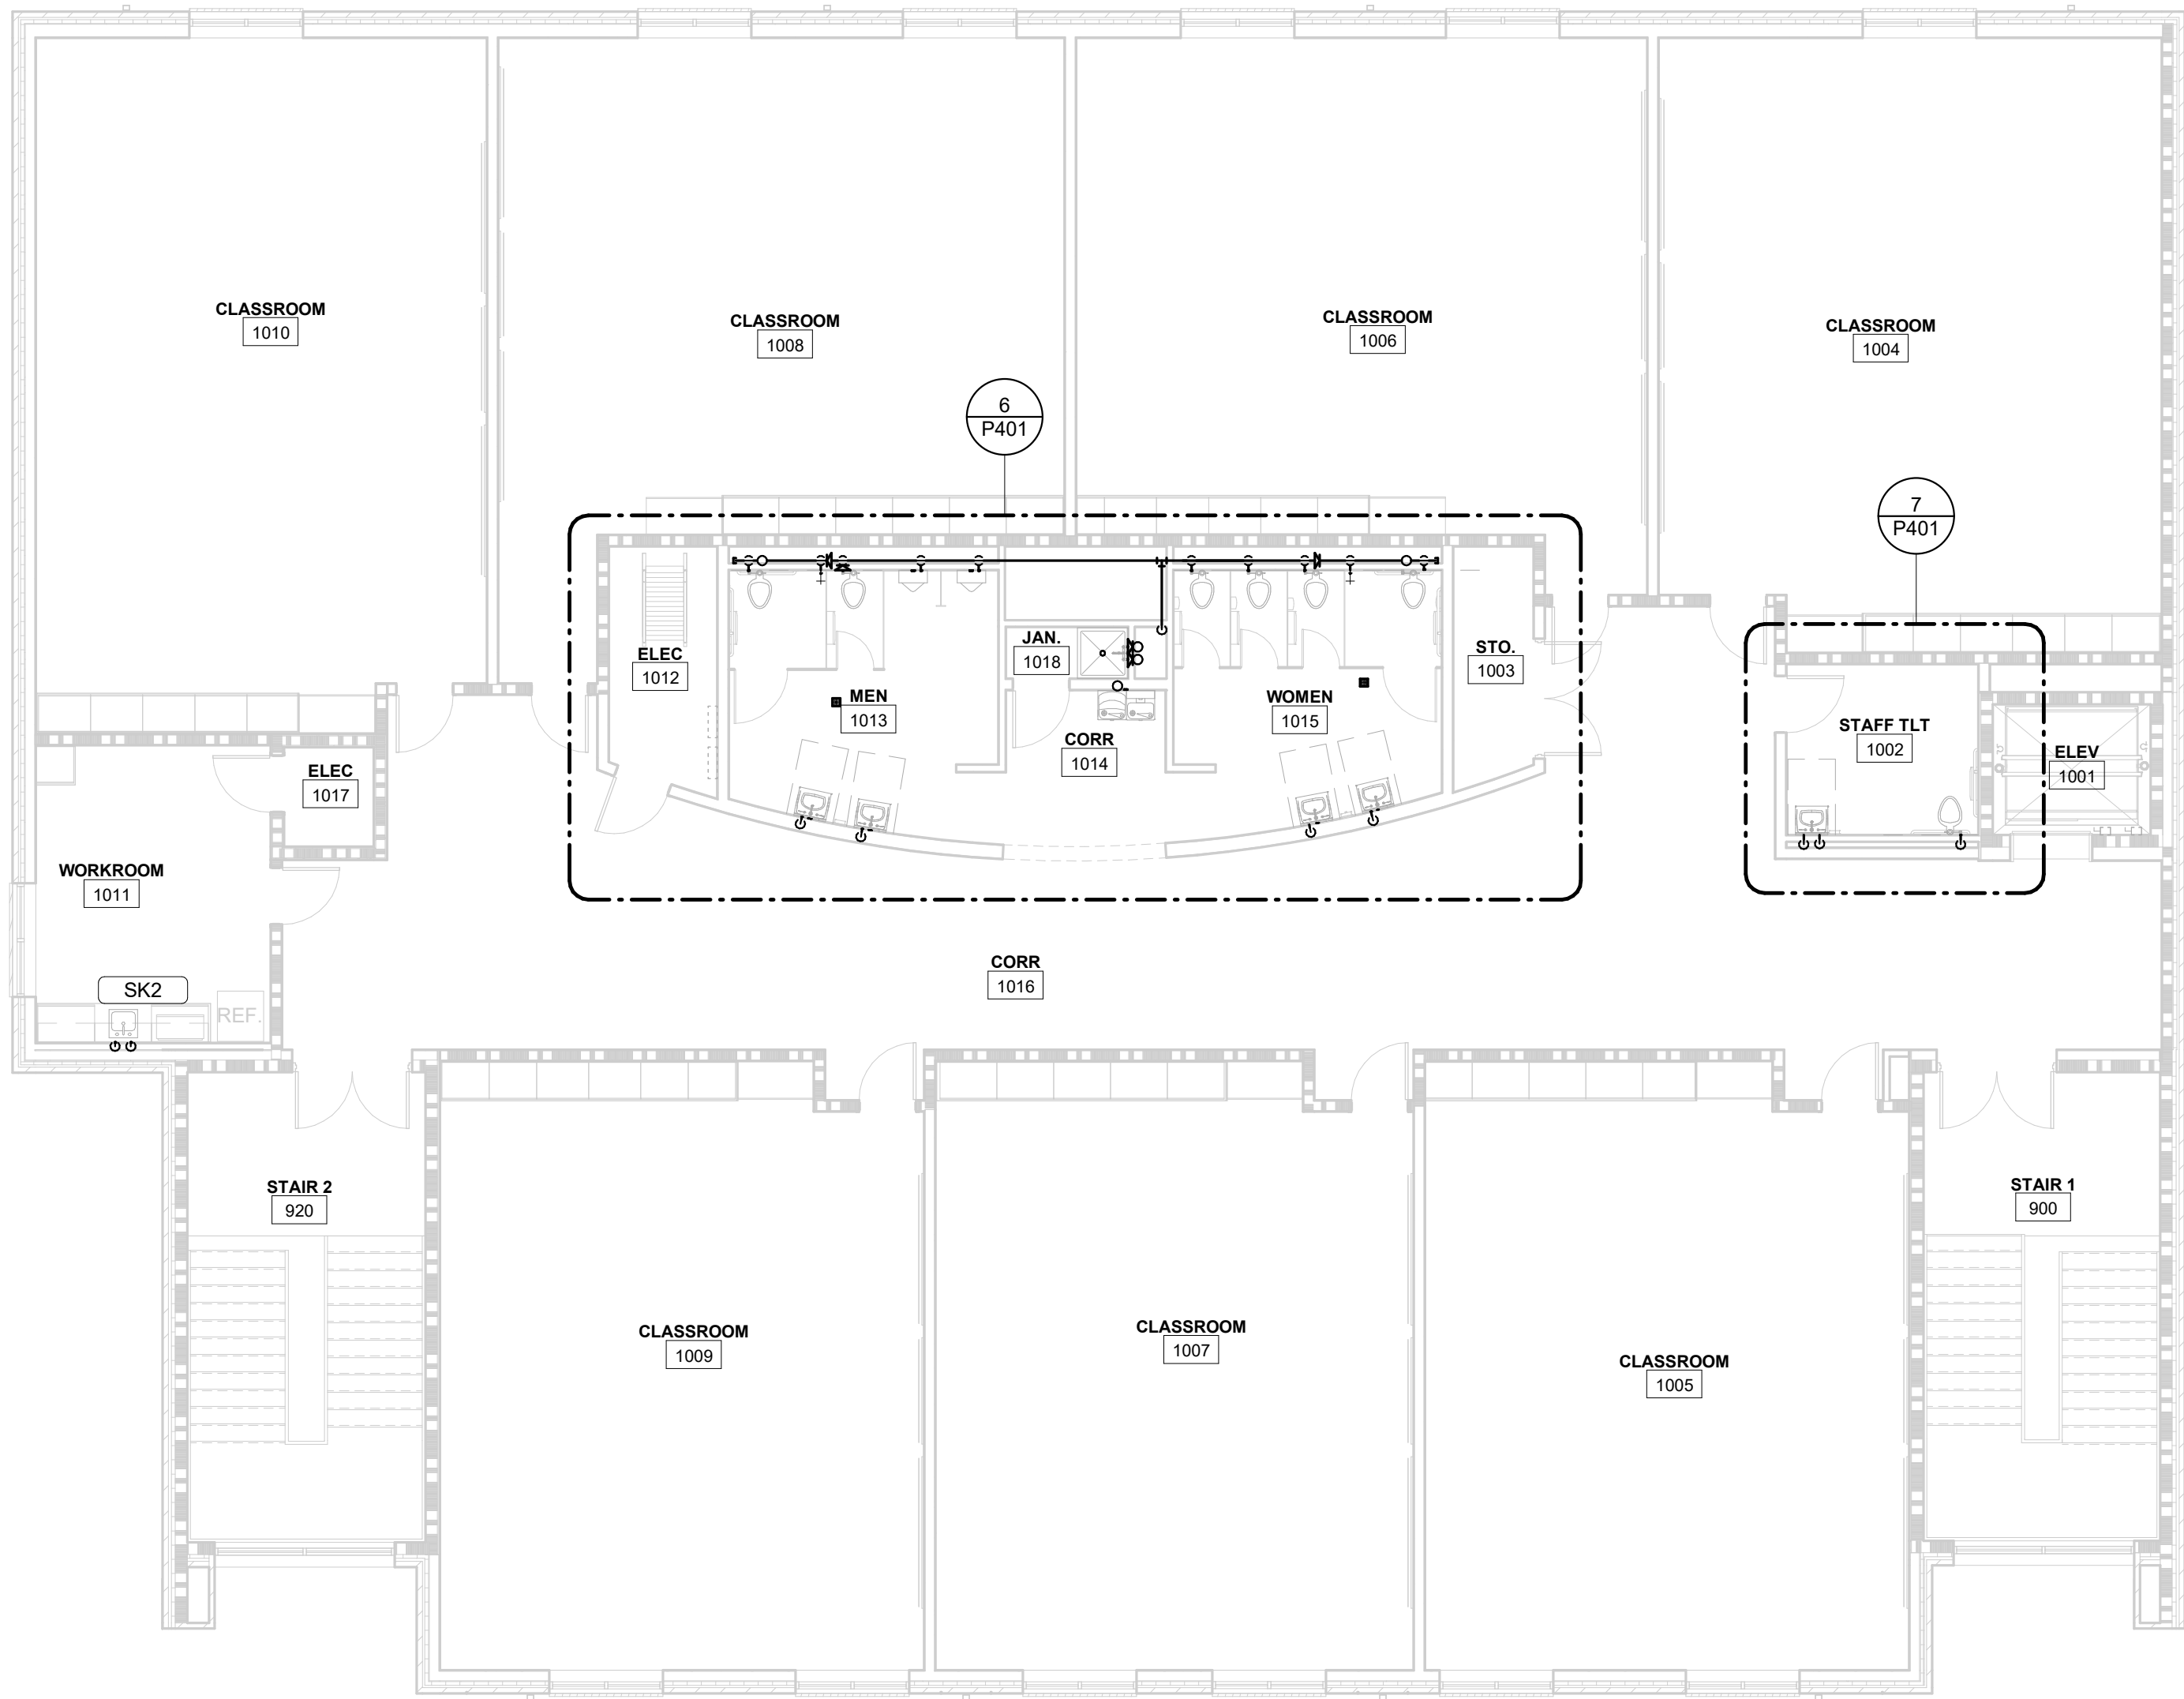 CLASSROOM
1010
CLASSROOM
1008
CLASSROOM
1006
CLASSROOM
1004
6
P401
7
P401
ELEC
1012
MEN
1013
JAN.
1018
CORR
1014
WOMEN
1015
STO.
1003
STAFF TLT
1002
ELEV
1001
ELEC
1017
WORKROOM
1011
SK2
REF.
CORR
1016
STAIR 2
920
STAIR 1
900
CLASSROOM
1009
CLASSROOM
1007
CLASSROOM
1005